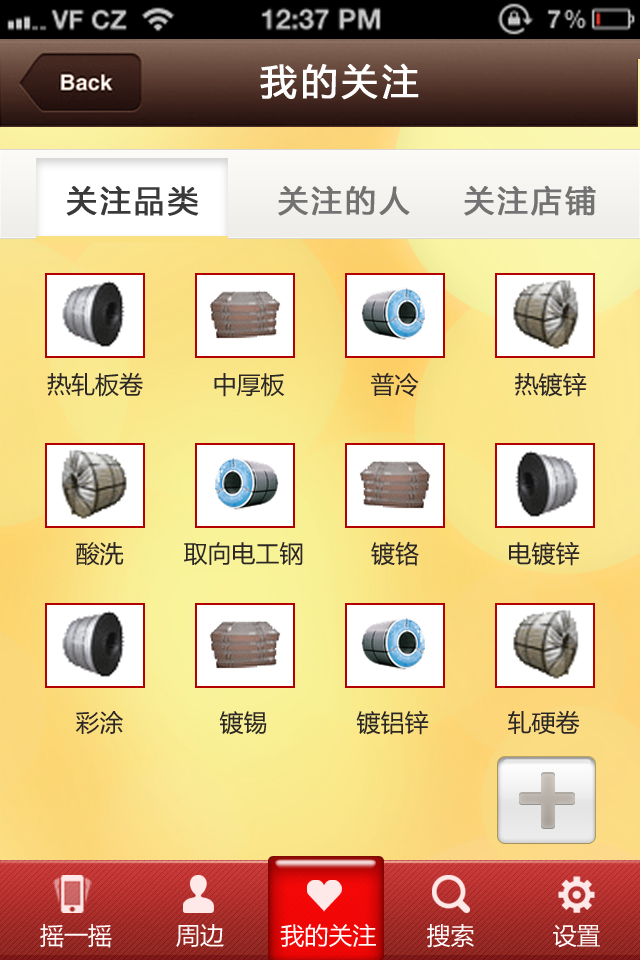 VF CZ 12:37 PM 7%
Back 我的关注
关注品类 关注的人 关注店铺
热轧板卷 中厚板 普冷 热镀锌
酸洗 取向电工钢 镀铬 电镀锌
彩涂 镀锡 镀铝锌 轧硬卷
摇一摇 周边 我的关注 搜索 设置